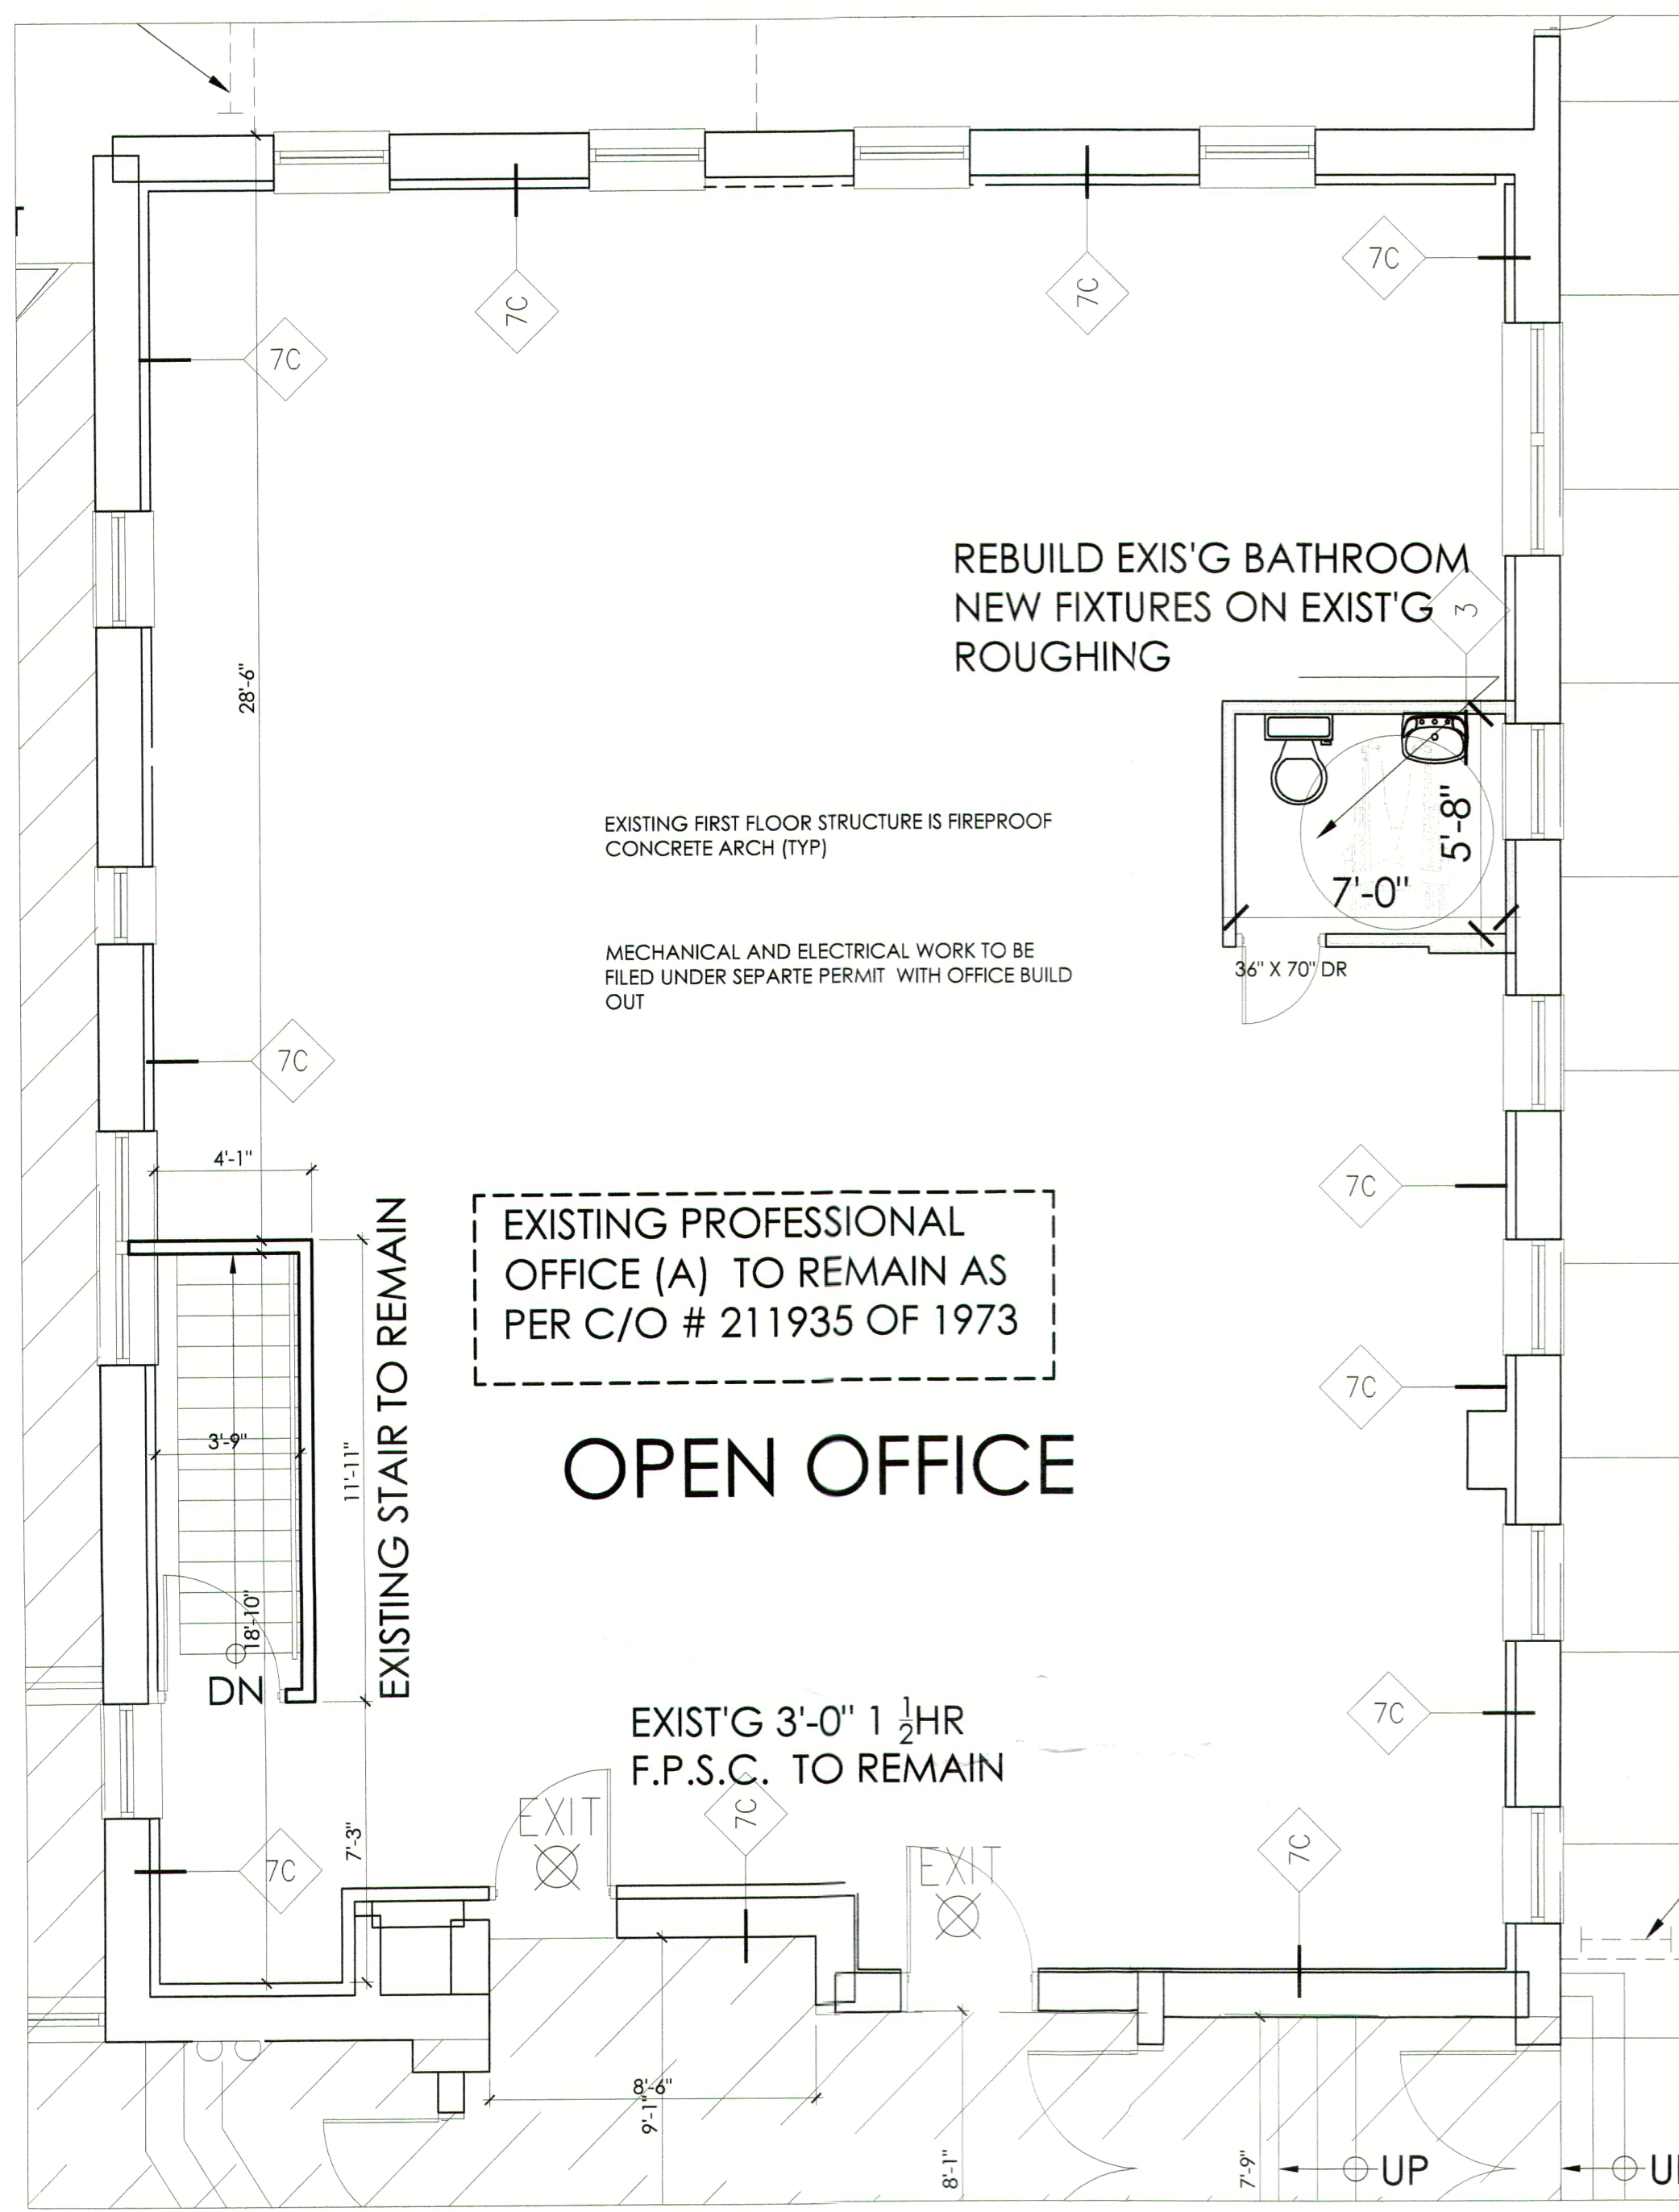 7C
7C
7C
7C
REBUILD EXIS'G BATHROOM
NEW FIXTURES ON EXIST'G
ROUGHING
3
28'-6"
EXISTING FIRST FLOOR STRUCTURE IS FIREPROOF
CONCRETE ARCH (TYP)
5'-8"
7'-0"
MECHANICAL AND ELECTRICAL WORK TO BE
FILED UNDER SEPARTE PERMIT WITH OFFICE BUILD
OUT
36" X 70" DR
7C
4'-1"
7C
EXISTING PROFESSIONAL
OFFICE (A) TO REMAIN AS
PER C/O # 211935 OF 1973
EXISTING STAIR TO REMAIN
7C
3'-9"
11'-11"
OPEN OFFICE
18'-10"
DN
EXIST'G 3'-0" 1 1/2 HR
F.P.S.C. TO REMAIN
7C
EXIT
7C
7'-3"
7C
EXIT
7C
8'-6"
9'-1"
8'-1"
7'-9"
UP